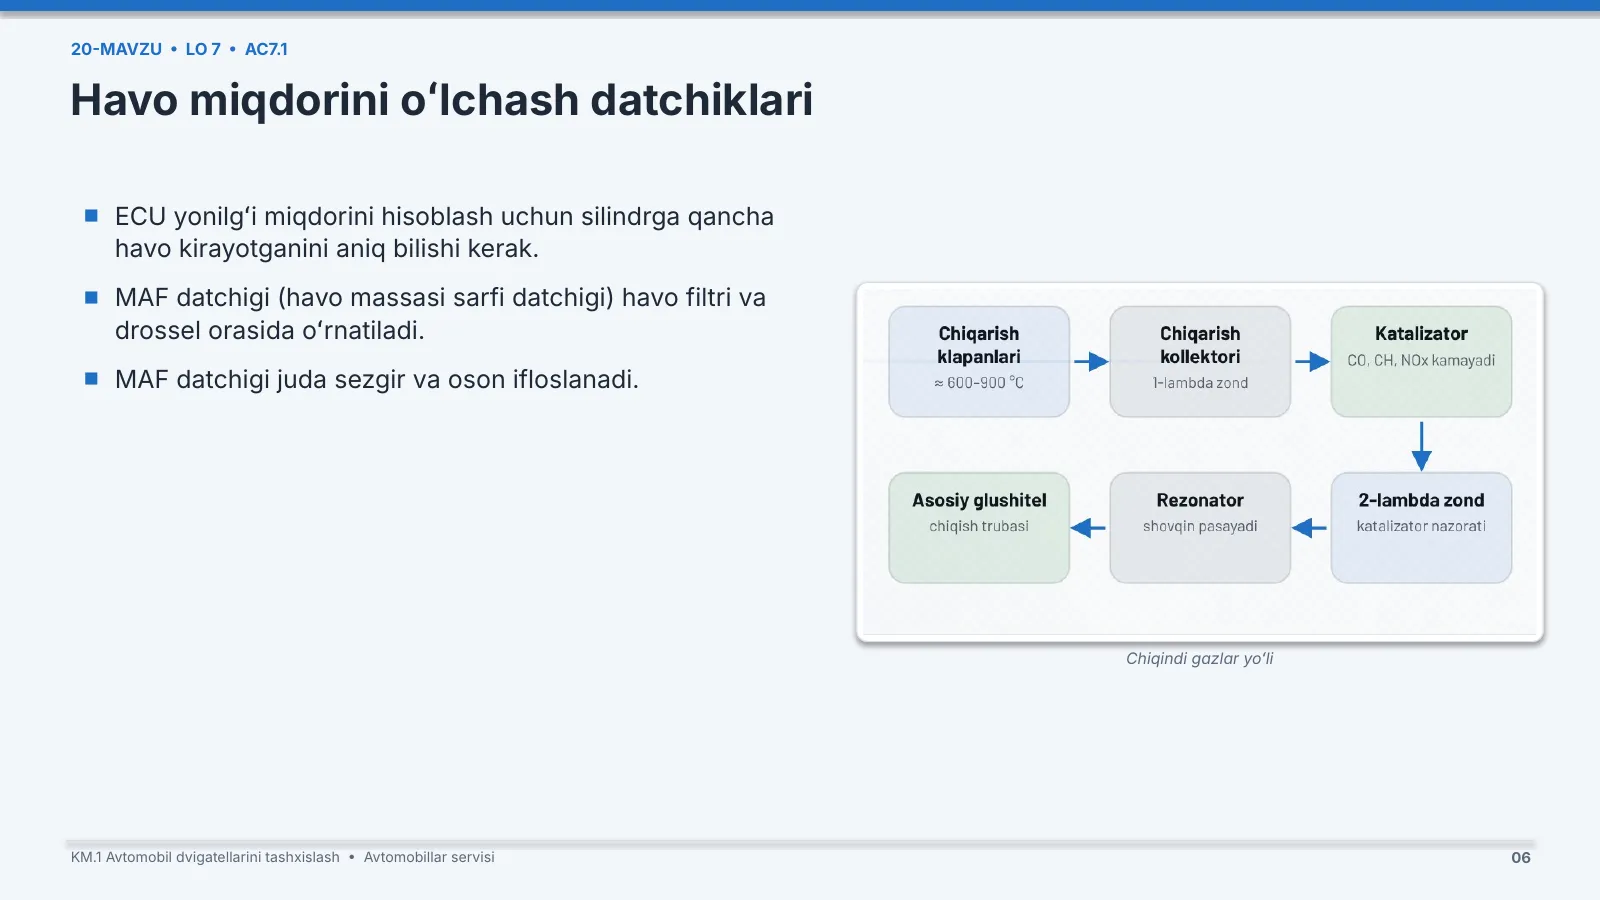 20-MAVZU • LO 7 • AC7.1
Havo miqdorini oʻlchash datchiklari
ECU yonilgʻi miqdorini hisoblash uchun silindrga qancha
havo kirayotganini aniq bilishi kerak.
MAF datchigi (havo massasi sarfi datchigi) havo filtri va
drossel orasida oʻrnatiladi.
MAF datchigi juda sezgir va oson ifloslanadi.
Chiqarish
klapanlari
≈ 600-900 °C
Chiqarish
kollektori
1-lambda zond
Katalizator
CO, CH, NOx kamayadi
Asosiy glushitel
chiqish trubasi
Rezonator
shovqin pasayadi
2-lambda zond
katalizator nazorati
Chiqindi gazlar yoʻli
KM.1 Avtomobil dvigatellarini tashxislash • Avtomobillar servisi
06